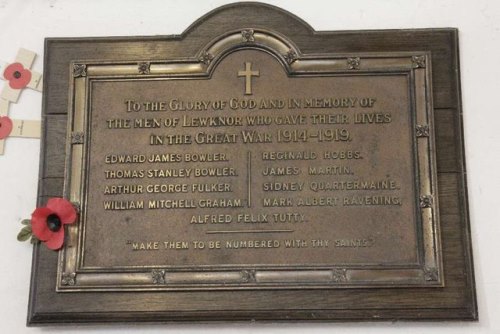 TO THE GLORY OF GOD AND IN MEMORY OF
THE MEN OF LEWKNOR WHO GAVE THEIR LIVES
IN THE GREAT WAR 1914-1919.
EDWARD JAMES BOWLER.
THOMAS STANLEY BOWLER.
ARTHUR GEORGE FULKER.
WILLIAM MITCHELL GRAHAM.
REGINALD HOBBS.
JAMES MARTIN.
SIDNEY QUARTERMAINE.
MARK ALBERT RAVENING.
ALFRED FELIX TUTTY.
"MAKE THEM TO BE NUMBERED WITH THY SAINTS."